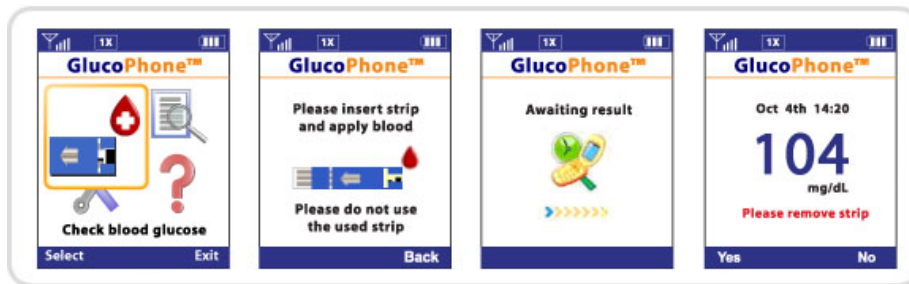 1X
GlucoPhone™
Check blood glucose
Select Exit
1X
GlucoPhone™
Please insert strip
and apply blood
Please do not use
the used strip
Back
1X
GlucoPhone™
Awaiting result
1X
GlucoPhone™
Oct 4th 14:20
104
mg/dL
Please remove strip
Yes No